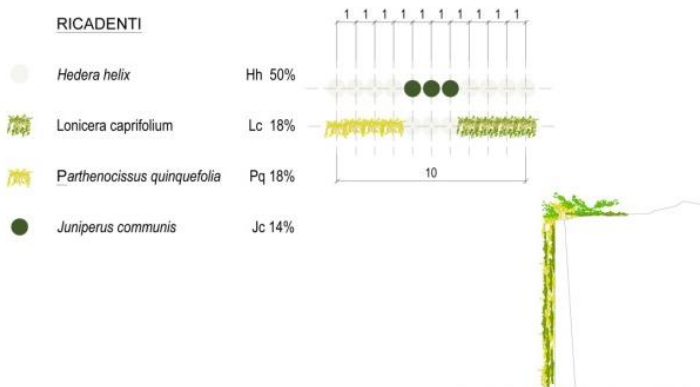 RICADENTI
Hedera helix Hh 50%
Lonicera caprifolium Lc 18%
Parthenocissus quinquefolia Pq 18%
Juniperus communis Jc 14%
1 1 1 1 1 1 1 1 1 1
10